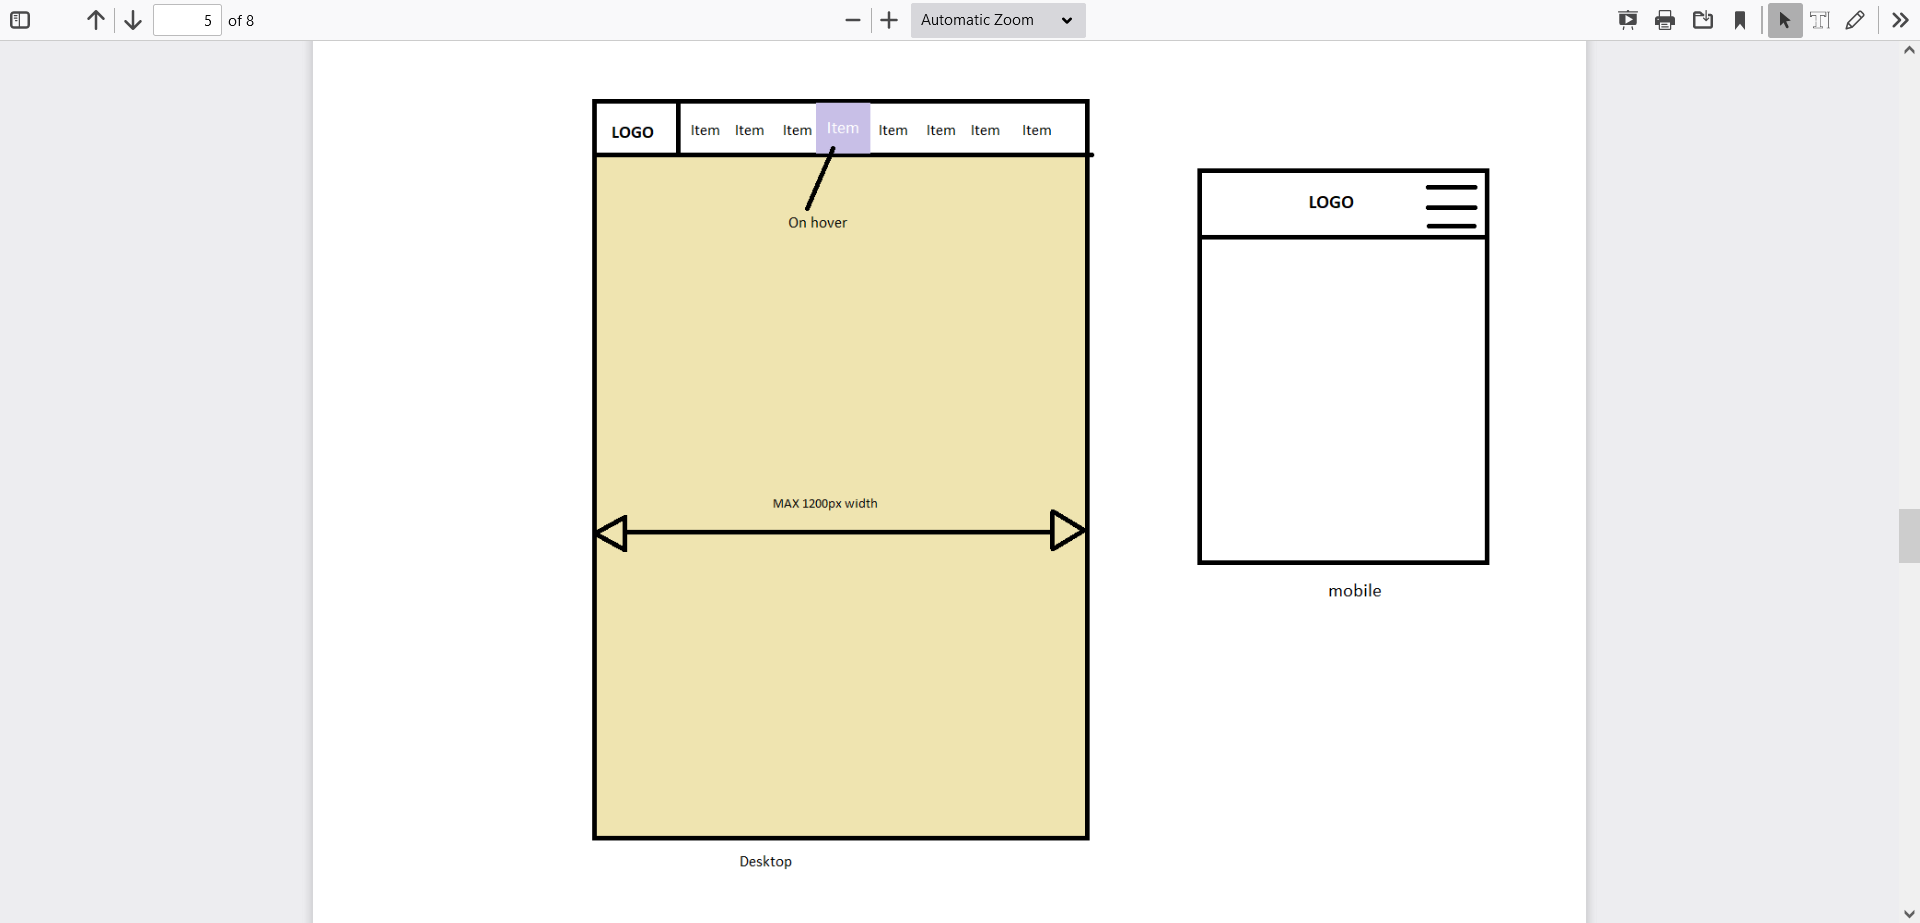 5 of 8
Automatic Zoom
LOGO Item Item Item Item Item Item Item Item
On hover
MAX 1200px width
Desktop
LOGO
mobile